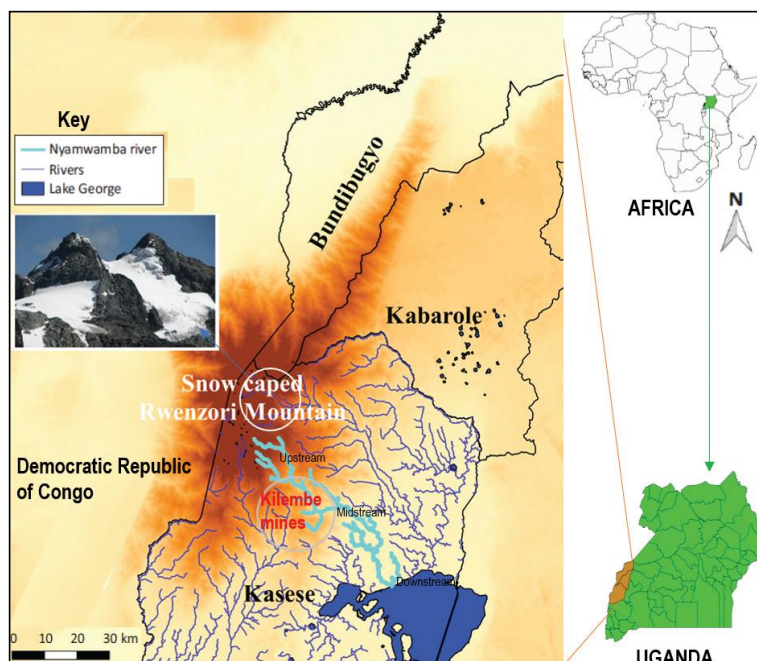 Key
Nyamwamba river
Rivers
Lake George
Bundibugyo
Kabarole
Snow caped
Rwenzori Mountain
Democratic Republic
of Congo
Upstream
Kilembe
mines
Midstream
Downstream
Kasese
0 10 20 30 km
AFRICA
N
UGANDA